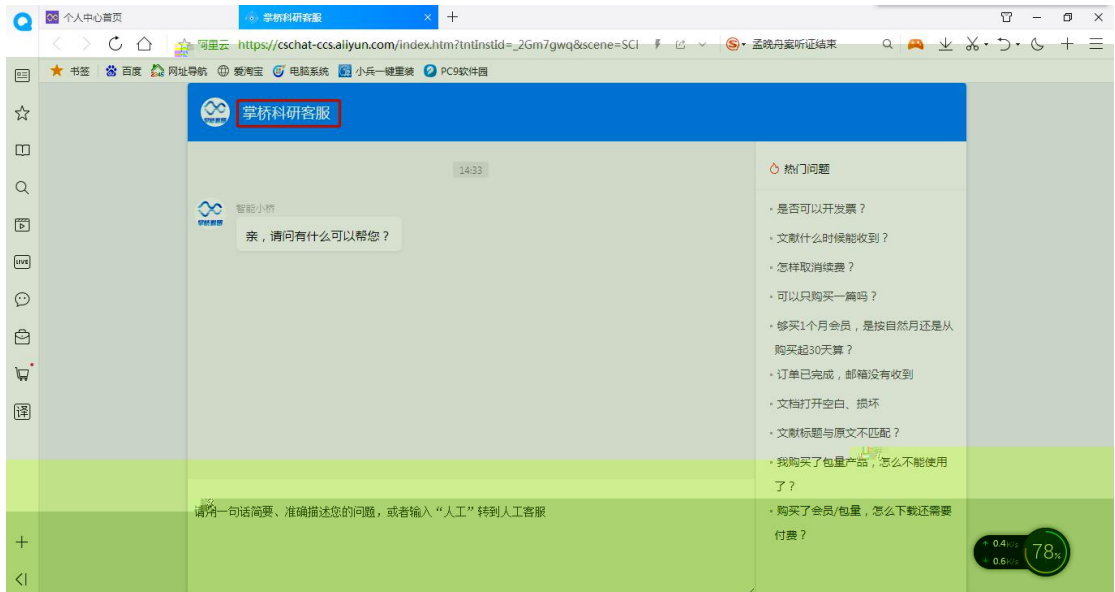 个人中心首页
掌桥科研客服
阿里云 https://cschat-ccs.aliyun.com/index.htm?tntInstId=_2Gm7gwq&scene=SCI
孟晚舟案听证结束
书签 百度 网址导航 爱淘宝 电脑系统 小兵一键重装 PC9软件园
掌桥科研客服
14:33
热门问题
智能小桥
亲，请问有什么可以帮您？
是否可以开发票？
文献什么时候能收到？
怎样取消续费？
可以只购买一篇吗？
够买1个月会员，是按自然月还是从
购买起30天算？
订单已完成，邮箱没有收到
文档打开空白、损坏
文献标题与原文不匹配？
我购买了包量产品，怎么不能使用
了？
请用一句话简要、准确描述您的问题，或者输入“人工”转到人工客服
购买了会员/包量，怎么下载还需要
付费？
LIVE
译
0.4K/s
0.6K/s
78%